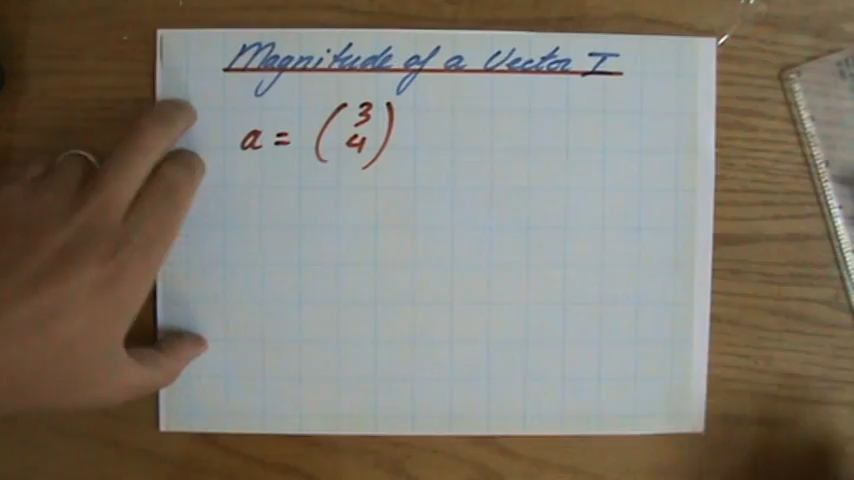 Magnitude of a Vector I
a = (3
4)